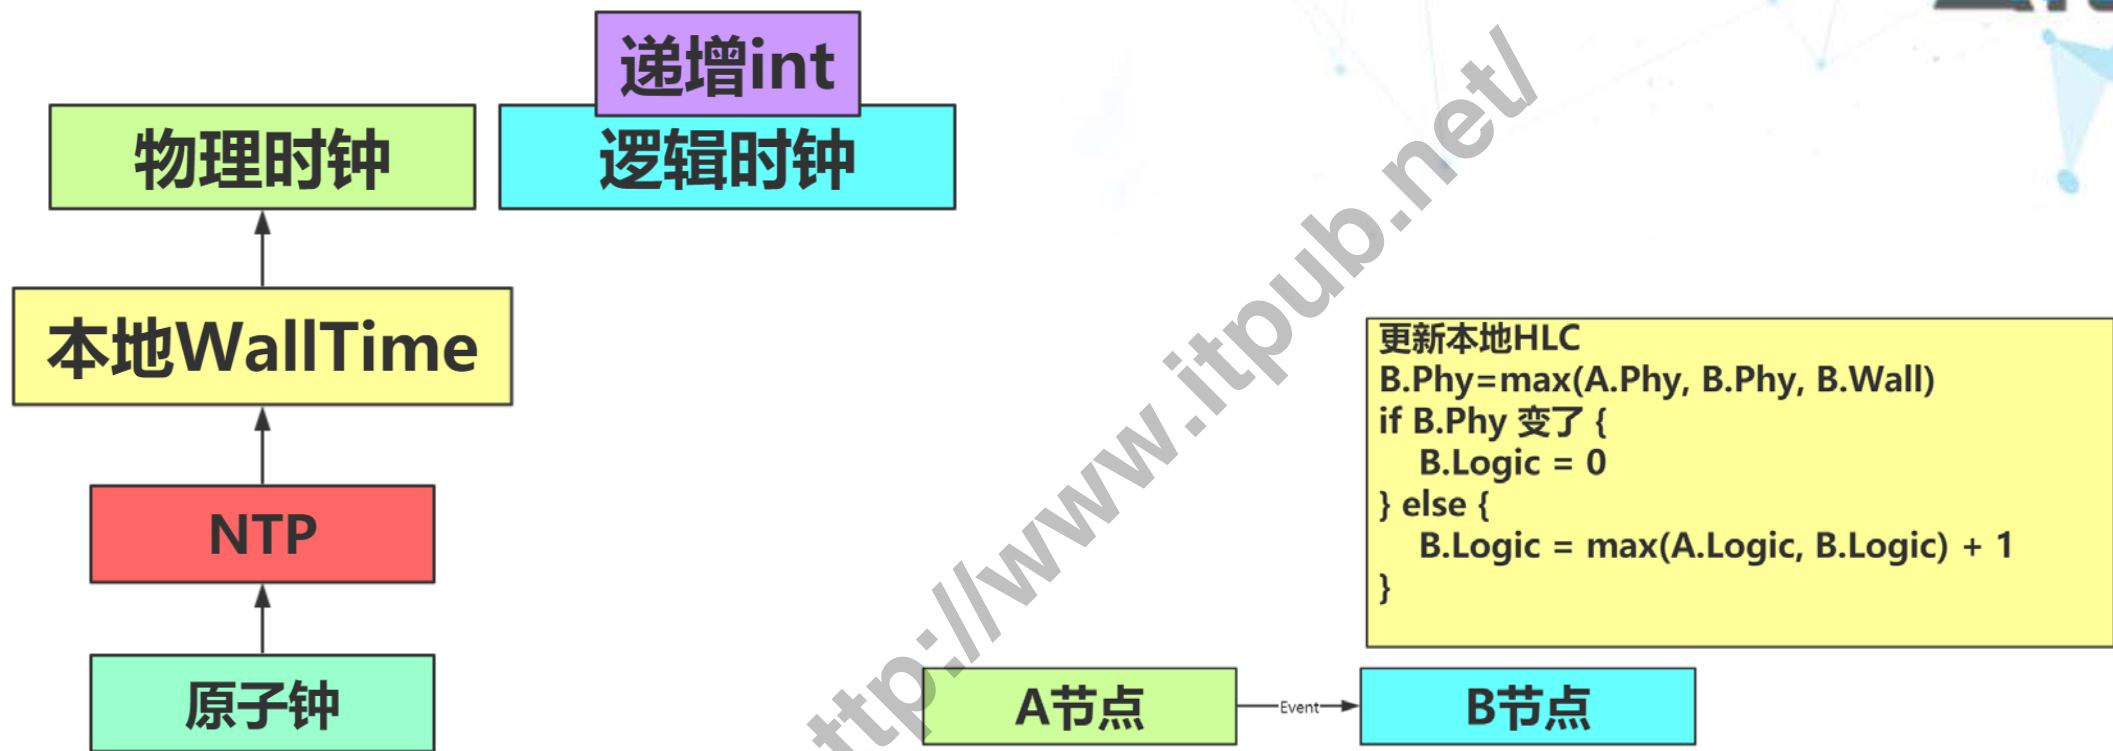 递增int
物理时钟
逻辑时钟
本地WallTime
NTP
原子钟
更新本地HLC
B.Phy=max(A.Phy, B.Phy, B.Wall)
if B.Phy 变了 {
B.Logic = 0
} else {
B.Logic = max(A.Logic, B.Logic) + 1
}
A节点
Event
B节点
ttp://www.itpub.net/